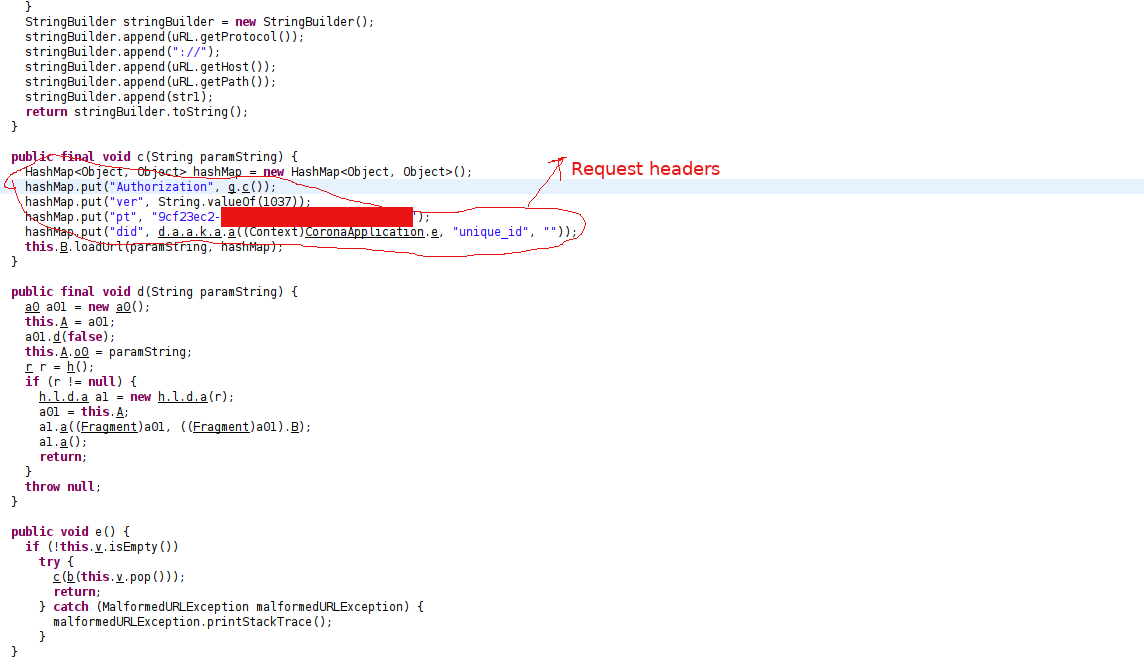 }
StringBuilder stringBuilder = new StringBuilder();
stringBuilder.append(uRL.getProtocol());
stringBuilder.append("://");
stringBuilder.append(uRL.getHost());
stringBuilder.append(uRL.getPath());
stringBuilder.append(str1);
return stringBuilder.toString();
}
public final void c(String paramString) {
HashMap<Object, Object> hashMap = new HashMap<Object, Object>();
Request headers
hashMap.put("Authorization", g.c());
hashMap.put("ver", String.valueOf(1037));
hashMap.put("pt", "9cf23ec2- ");
hashMap.put("did", d.a.a.k.a.a((Context)CoronaApplication.e, "unique_id", ""));
this.B.loadUrl(paramString, hashMap);
}
public final void d(String paramString) {
a0 a01 = new a0();
this.A = a01;
a01.d(false);
this.A.o0 = paramString;
r r = h();
if (r != null) {
h.l.d.a a1 = new h.l.d.a(r);
a01 = this.A;
a1.a((Fragment)a01, ((Fragment)a01).B);
a1.a();
return;
}
throw null;
}
public void e() {
if (!this.v.isEmpty())
try {
c(b(this.v.pop()));
return;
} catch (MalformedURLException malformedURLException) {
malformedURLException.printStackTrace();
}
}